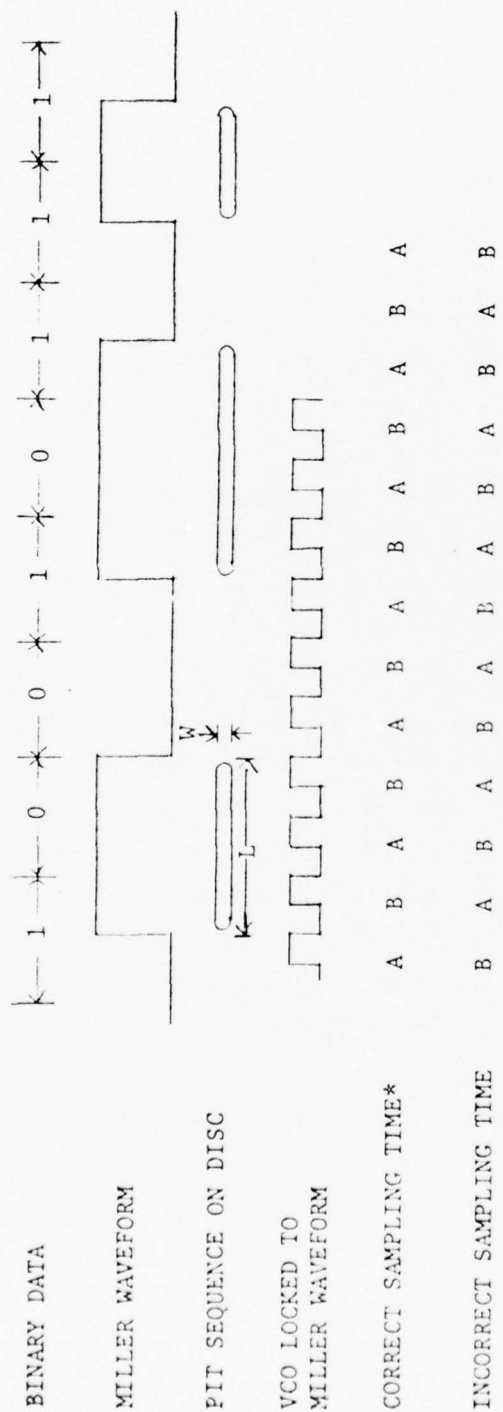 BINARY DATA 1 0 0 1 0 1 1 1
MILLER WAVEFORM
PIT SEQUENCE ON DISC W
L
VCO LOCKED TO
MILLER WAVEFORM
CORRECT SAMPLING TIME* A B A B A B A B A B A B A
INCORRECT SAMPLING TIME B A B A B A B A B A B A B